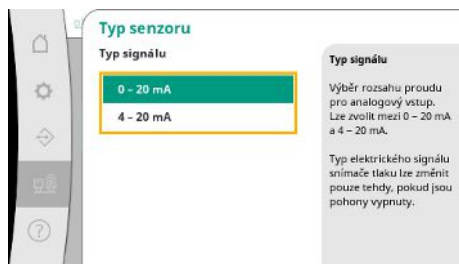 Typ senzoru
Typ signálu
0 – 20 mA
4 – 20 mA
Typ signálu
Výběr rozsahu proudu
pro analogový vstup.
Lze zvolit mezi 0 – 20 mA
a 4 – 20 mA.
Typ elektrického signálu
snímače tlaku lze změnit
pouze tehdy, pokud jsou
pohony vypnuty.
?